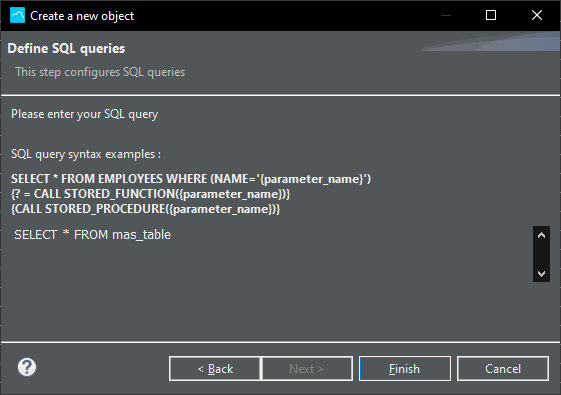 Create a new object
Define SQL queries
This step configures SQL queries
Please enter your SQL query
SQL query syntax examples :
SELECT * FROM EMPLOYEES WHERE (NAME='{parameter_name}')
{? = CALL STORED_FUNCTION({parameter_name})}
{CALL STORED_PROCEDURE({parameter_name})}
SELECT * FROM mas_table
?
< Back
Next >
Finish
Cancel